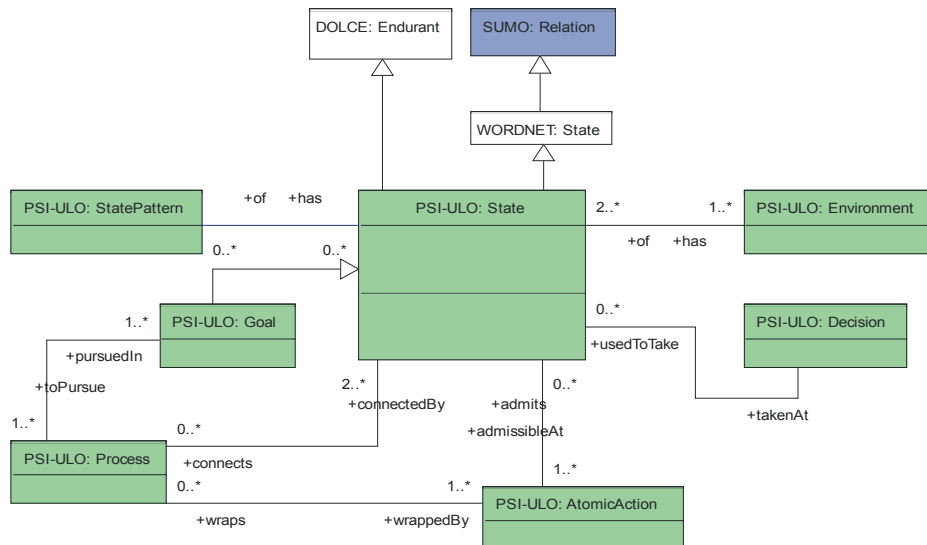 DOLCE: Endurant
SUMO: Relation
WORDNET: State
PSI-ULO: StatePattern
+of +has
PSI-ULO: State
2..* 1..*
+of +has
PSI-ULO: Environment
0..* 0..*
PSI-ULO: Goal
0..*
+usedToTake
PSI-ULO: Decision
+takenAt
1..*
+pursuedIn
+toPursue
1..*
2..*
+connectedBy
0..*
+admits
+admissibleAt
PSI-ULO: Process
0..*
+connects
1..*
0..* 1..*
+wraps +wrappedBy
PSI-ULO: AtomicAction